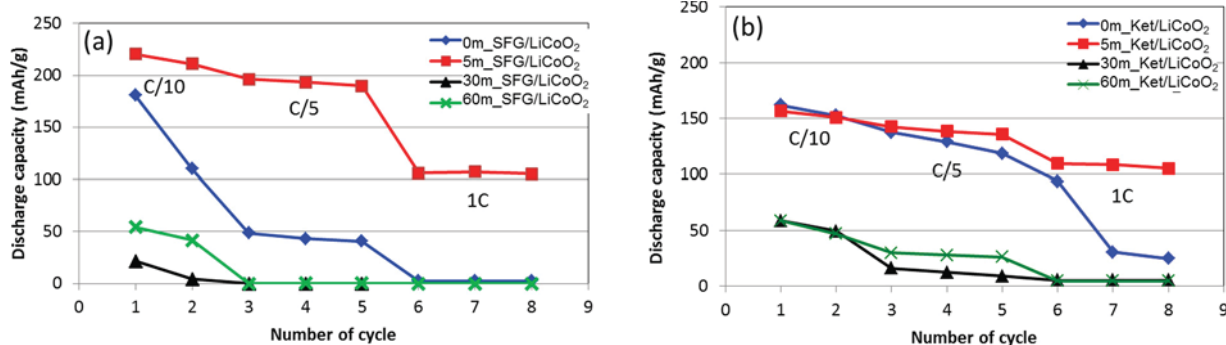 (a)
0m_SFG/LiCoO₂
5m_SFG/LiCoO₂
30m_SFG/LiCoO₂
60m_SFG/LiCoO₂
Discharge capacity (mAh/g)
250
200
150
100
50
0
C/10
C/5
1C
0 1 2 3 4 5 6 7 8 9
Number of cycle
(b)
0m_Ket/LiCoO₂
5m_Ket/LiCoO₂
30m_Ket/LiCoO₂
60m_Ket/LiCoO₂
Discharge capacity (mAh/g)
250
200
150
100
50
0
C/10
C/5
1C
0 1 2 3 4 5 6 7 8 9
Number of cycle